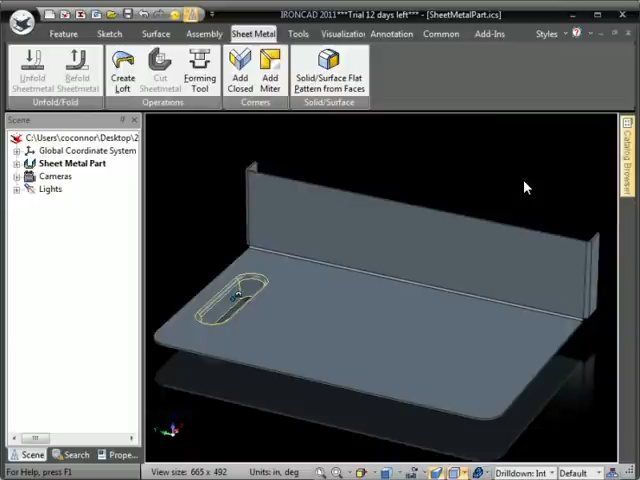 IRONCAD 2011***Trial 12 days left*** - [SheetMetalPart.ics]
Feature Sketch Surface Assembly Sheet Metal Tools Visualization Annotation Common Add-Ins Styles
Unfold Sheetmetal
Refold Sheetmetal
Create Loft
Cut Sheetmetal
Forming Tool
Add Closed
Add Miter
Solid/Surface Flat Pattern from Faces
Unfold/Fold Operations Corners Solid/Surface
Scene
C:\Users\coconnor\Desktop\2
Global Coordinate System
Sheet Metal Part
Cameras
Lights
Catalog Browser
Scene Search Prope...
For Help, press F1 View size: 665 x 492 Units: in, deg Drilldown: Int Default